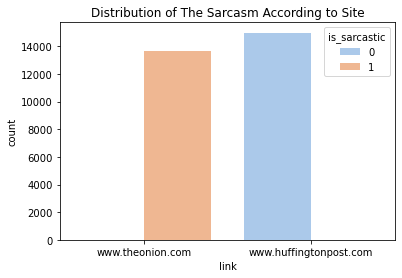 Distribution of The Sarcasm According to Site
is_sarcastic
0
1
14000
12000
10000
8000
6000
4000
2000
0
count
www.theonion.com
www.huffingtonpost.com
link